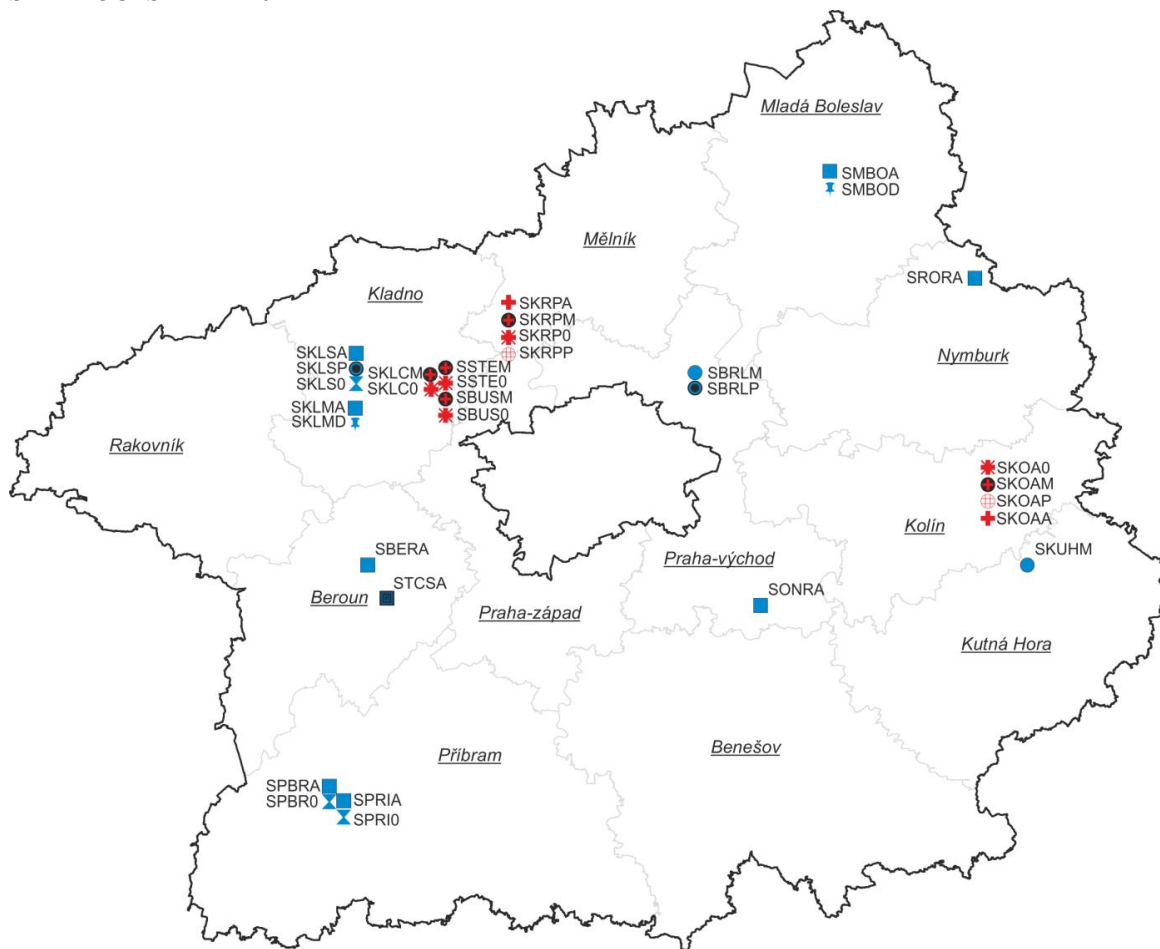 Mladá Boleslav
SMBOA
SMBOD
Mělník
SRORA
Kladno
SKRPA
SKRPM
SKRP0
SKRPP
Nymburk
SKLSA
SKLSP
SKLS0
SKLCM
SKLC0
SSTEM
SSTE0
SBUSM
SBUS0
SBRLM
SBRLP
SKLMA
SKLMD
Rakovník
SKOA0
SKOAM
SKOAP
SKOAA
Kolín
SBERA
STCSA
Beroun
Praha-východ
SKUHM
SONRA
Praha-západ
Kutná Hora
Příbram
Benešov
SPBRA
SPBR0
SPRIA
SPRI0